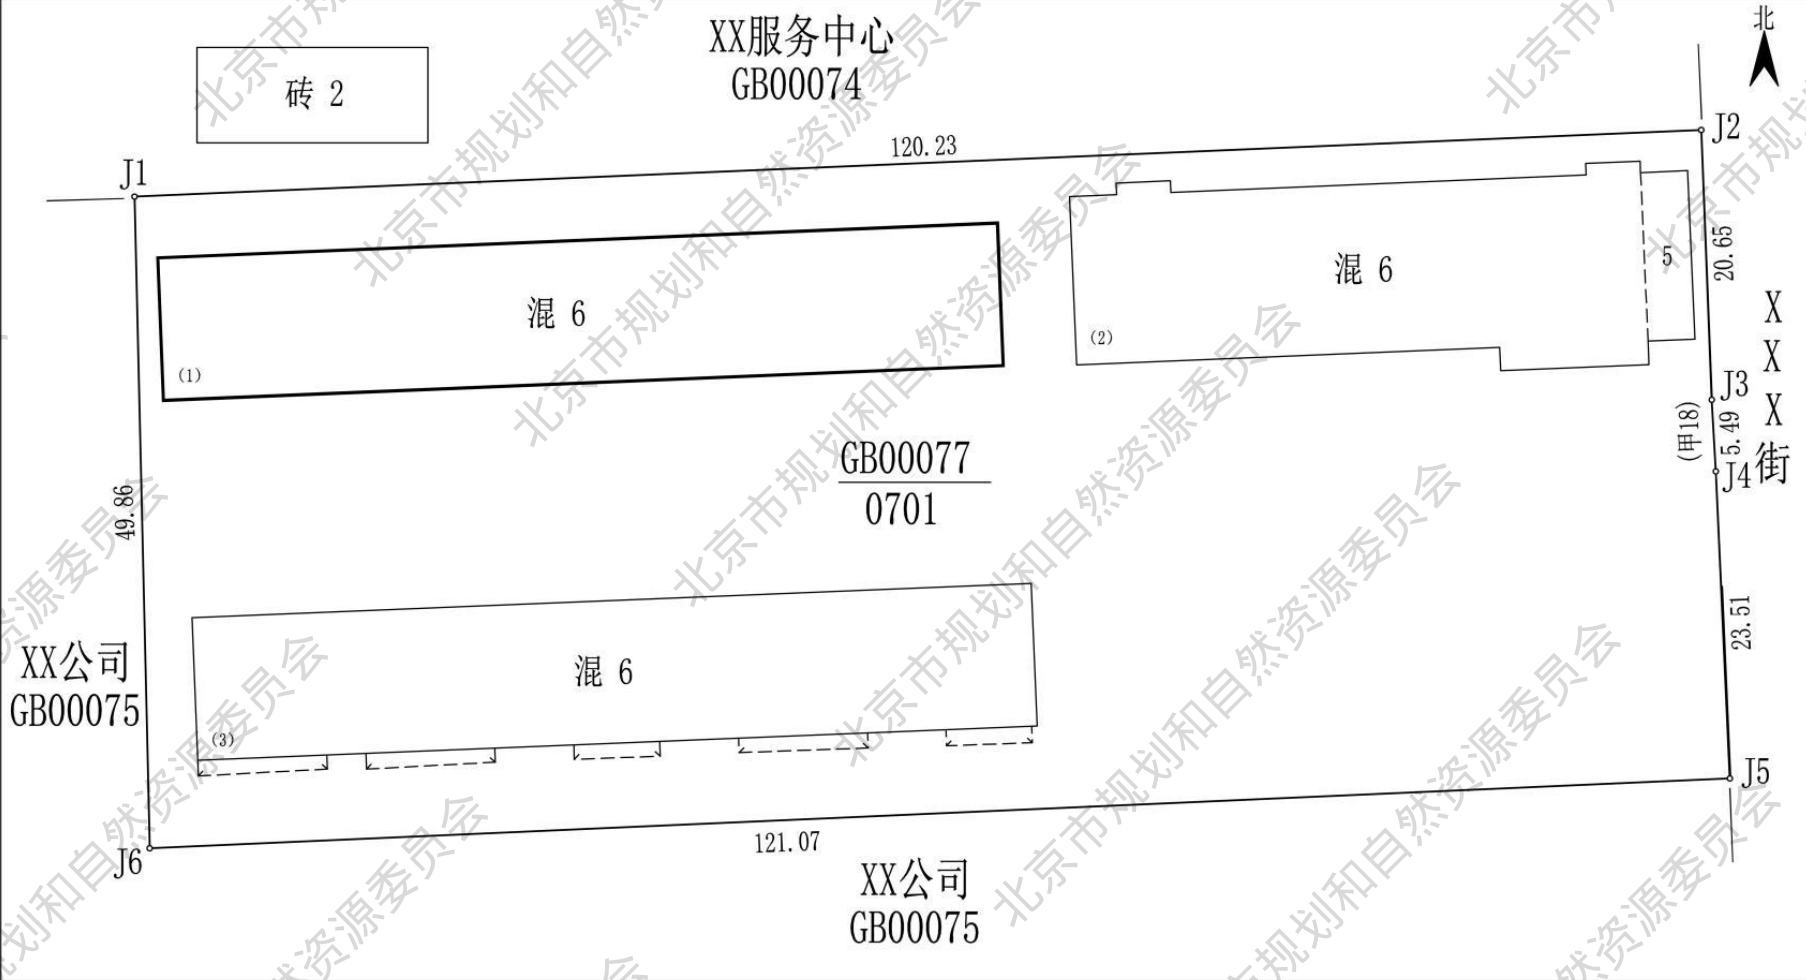 北
XX服务中心
GB00074
砖 2
J1
120.23
J2
混 6
(1)
混 6
(2)
5
20.65
X
X
X
街
J3
(甲18)
5.49
J4
GB00077
0701
49.86
23.51
XX公司
GB00075
混 6
(3)
J5
J6
121.07
XX公司
GB00075
北京市规划和自然资源委员会